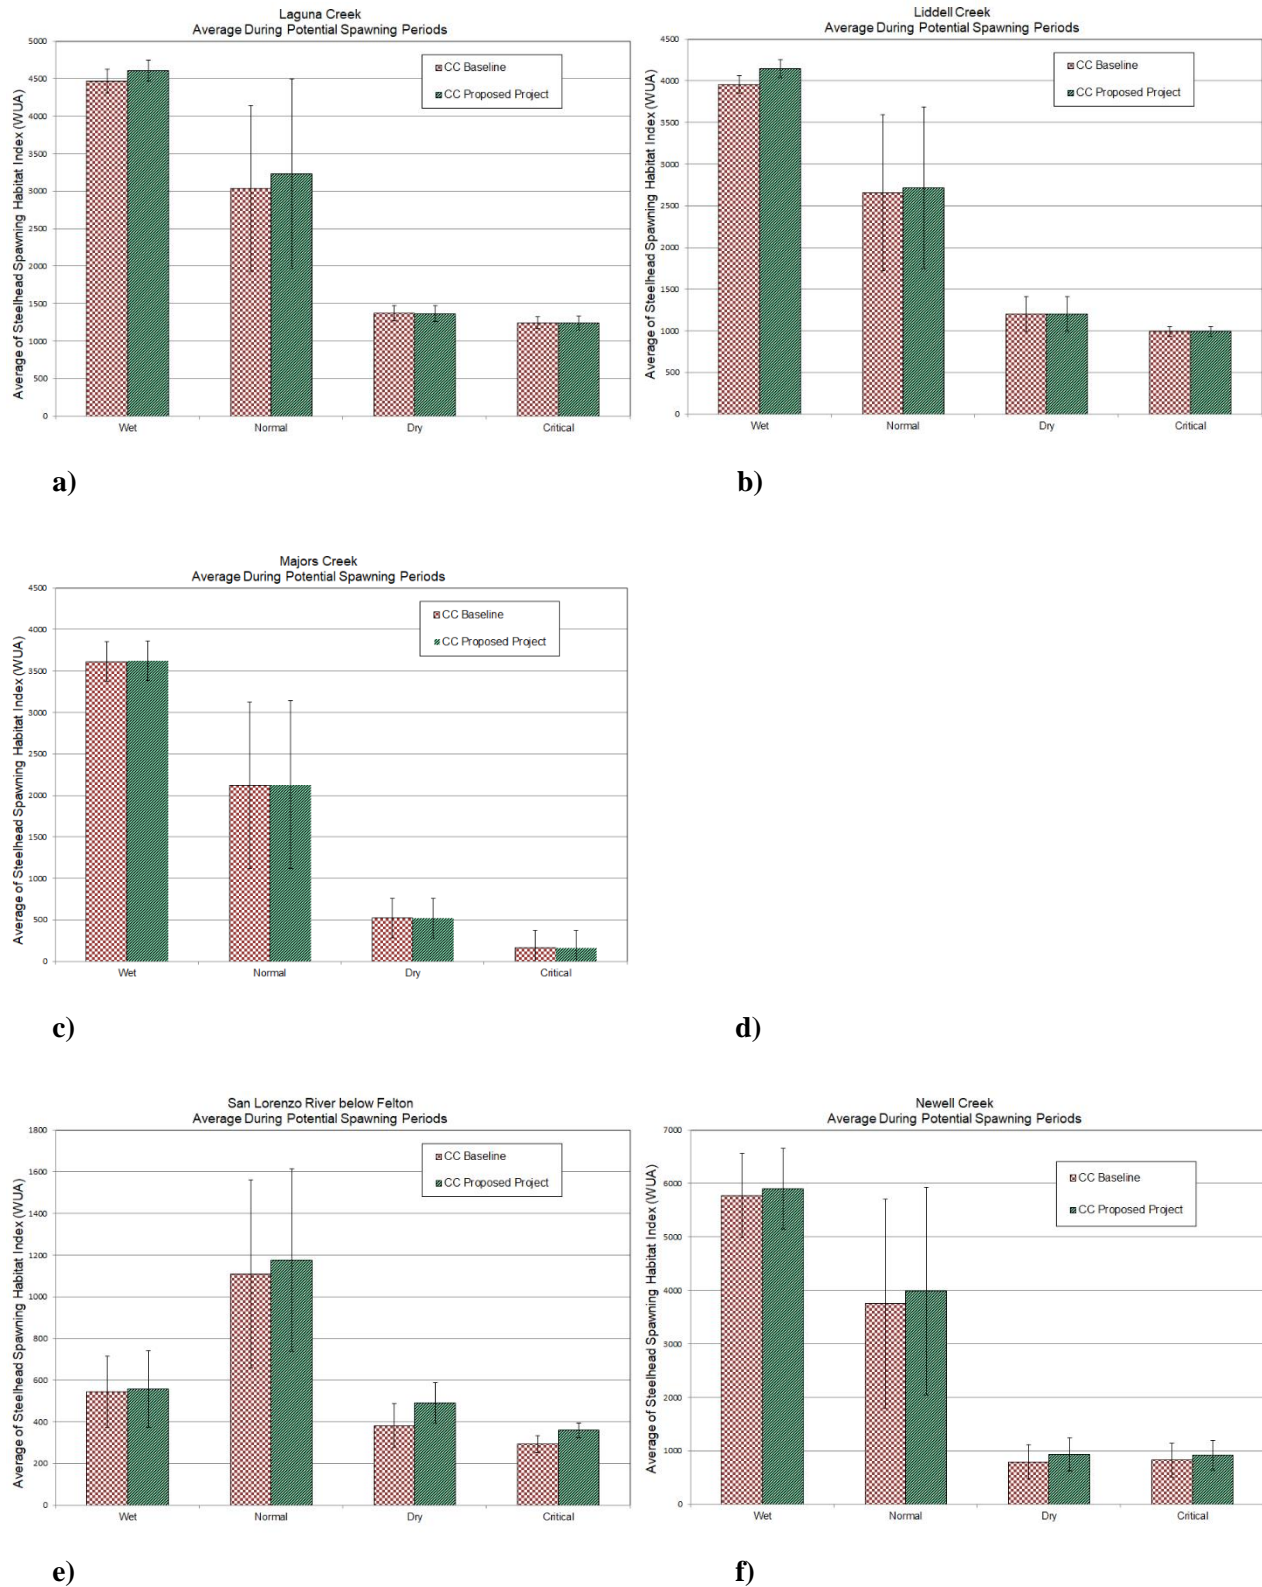 Laguna Creek
Average During Potential Spawning Periods
Average of Steelhead Spawning Habitat Index (WUA)
5000
4500
4000
3500
3000
2500
2000
1500
1000
500
0
CC Baseline
CC Proposed Project
Wet Normal Dry Critical
a)
Liddell Creek
Average During Potential Spawning Periods
Average of Steelhead Spawning Habitat Index (WUA)
4500
4000
3500
3000
2500
2000
1500
1000
500
0
CC Baseline
CC Proposed Project
Wet Normal Dry Critical
b)
Majors Creek
Average During Potential Spawning Periods
Average of Steelhead Spawning Habitat Index (WUA)
4500
4000
3500
3000
2500
2000
1500
1000
500
0
CC Baseline
CC Proposed Project
Wet Normal Dry Critical
c)
d)
San Lorenzo River below Felton
Average During Potential Spawning Periods
Average of Steelhead Spawning Habitat Index (WUA)
1800
1600
1400
1200
1000
800
600
400
200
0
CC Baseline
CC Proposed Project
Wet Normal Dry Critical
e)
Newell Creek
Average During Potential Spawning Periods
Average of Steelhead Spawning Habitat Index (WUA)
7000
6000
5000
4000
3000
2000
1000
0
CC Baseline
CC Proposed Project
Wet Normal Dry Critical
f)